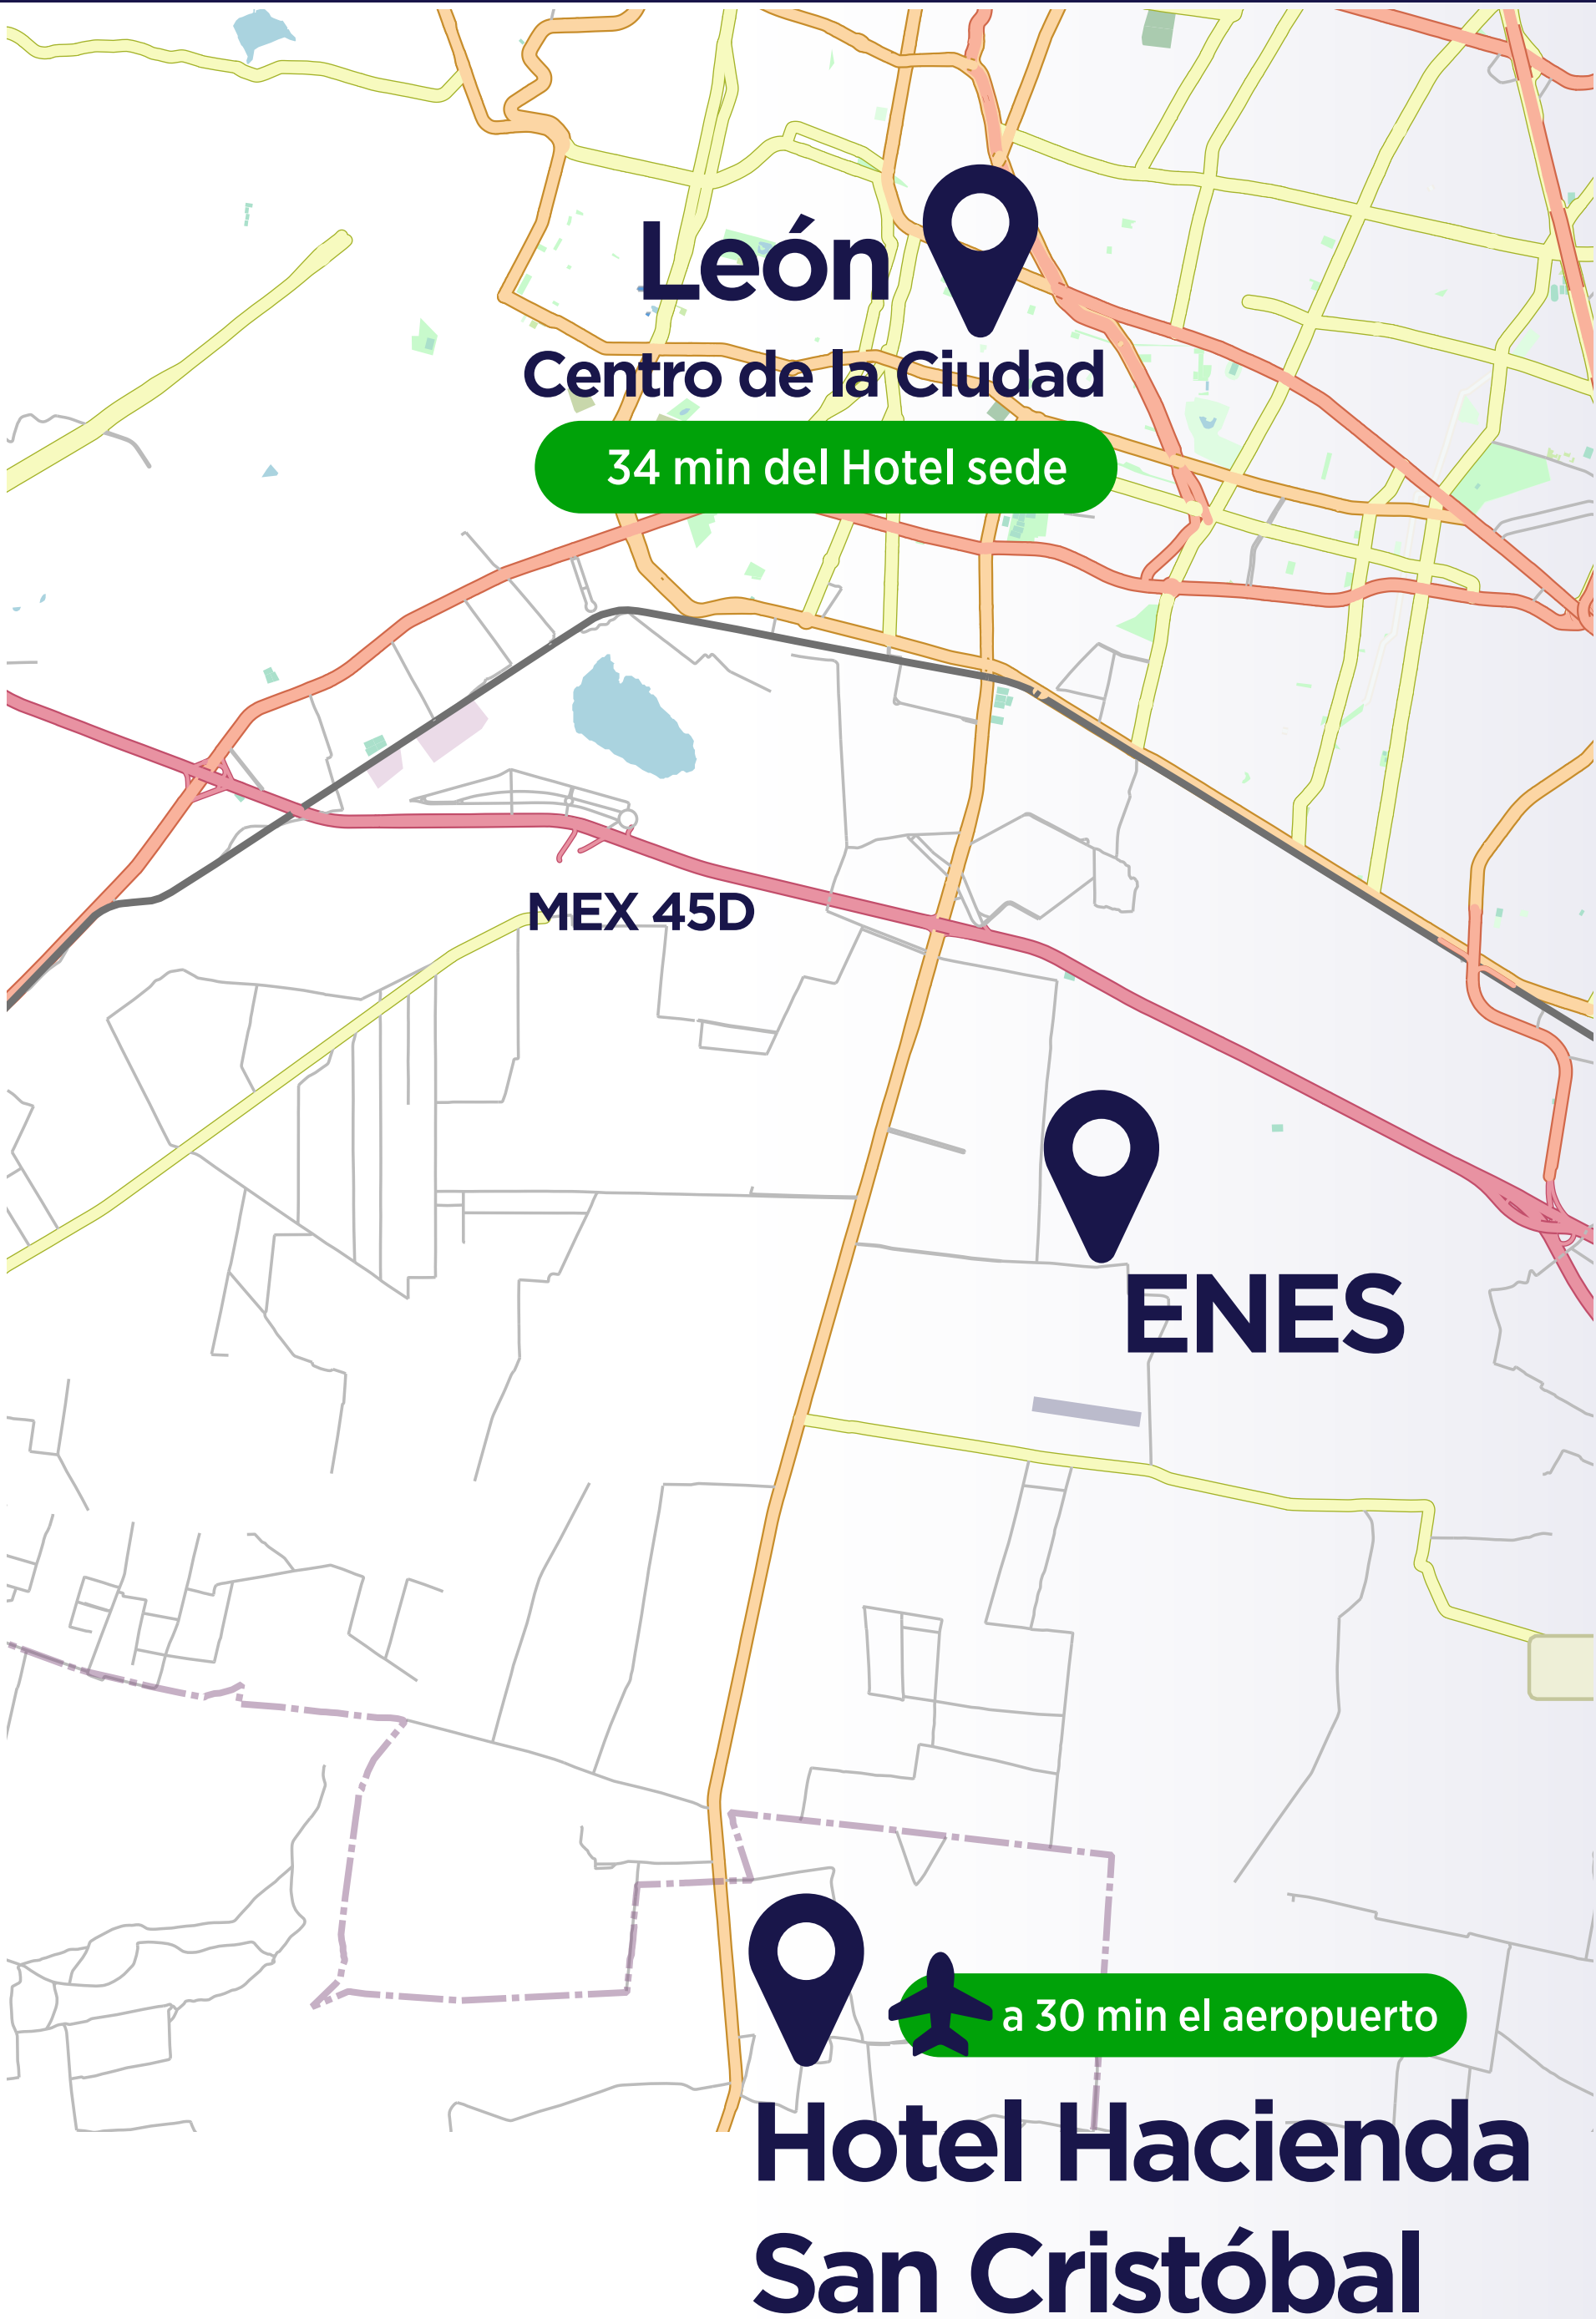 León
Centro de la Ciudad
34 min del Hotel sede
MEX 45D
ENES
a 30 min el aeropuerto
Hotel Hacienda
San Cristóbal